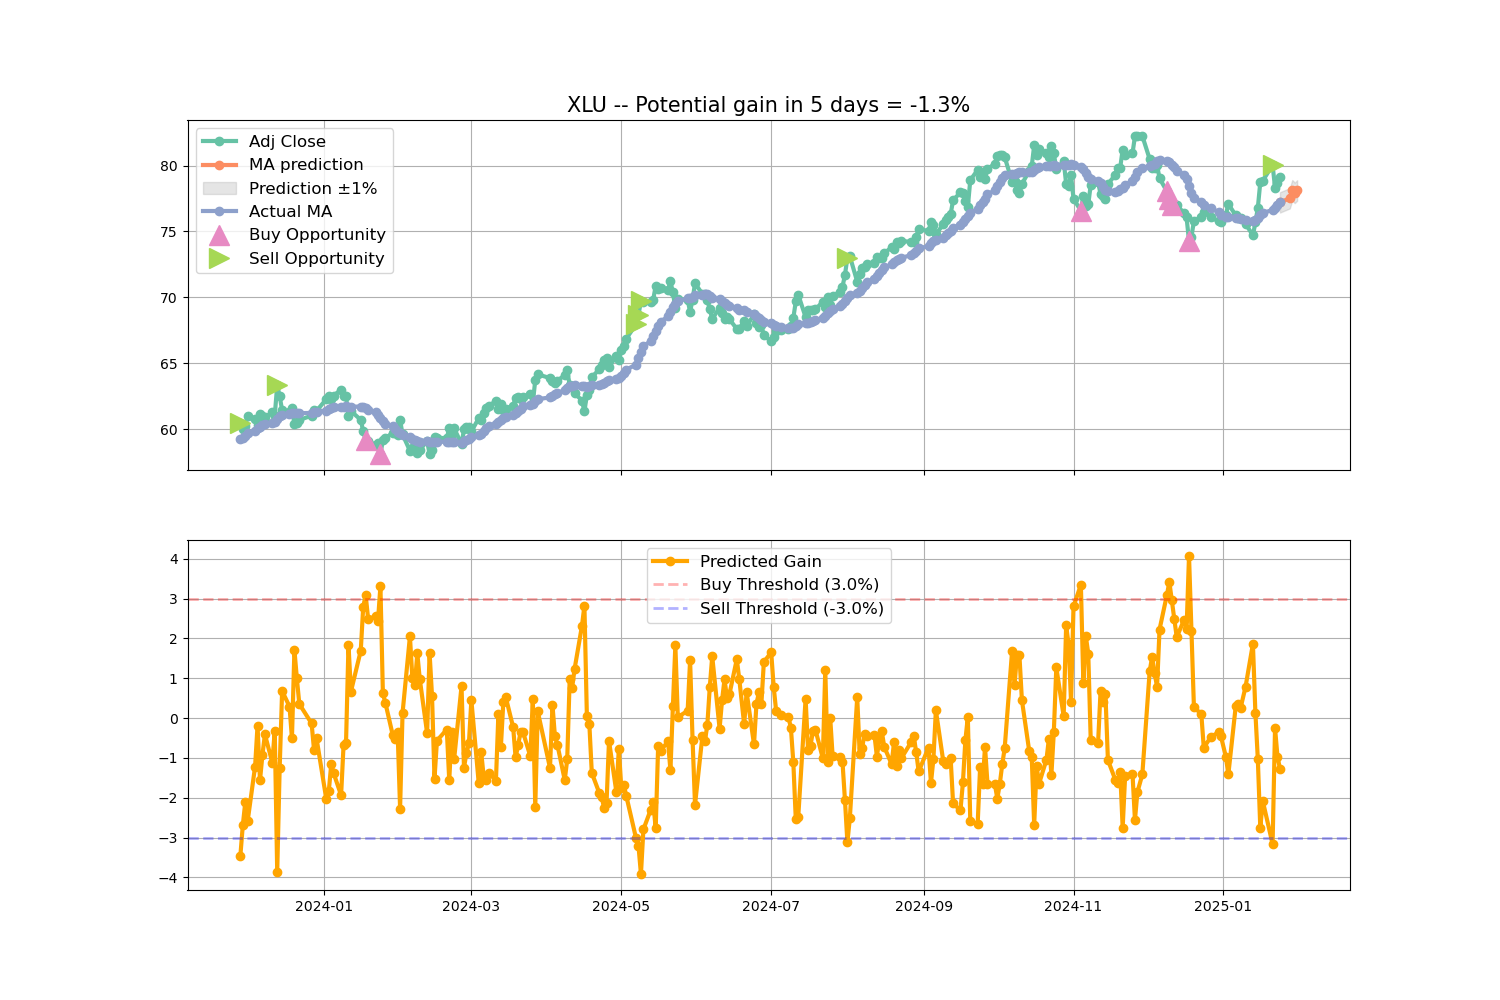 XLU -- Potential gain in 5 days = -1.3%
Adj Close
MA prediction
Prediction ±1%
Actual MA
Buy Opportunity
Sell Opportunity
80
75
70
65
60
Predicted Gain
Buy Threshold (3.0%)
Sell Threshold (-3.0%)
4
3
2
1
0
−1
−2
−3
−4
2024-01 2024-03 2024-05 2024-07 2024-09 2024-11 2025-01